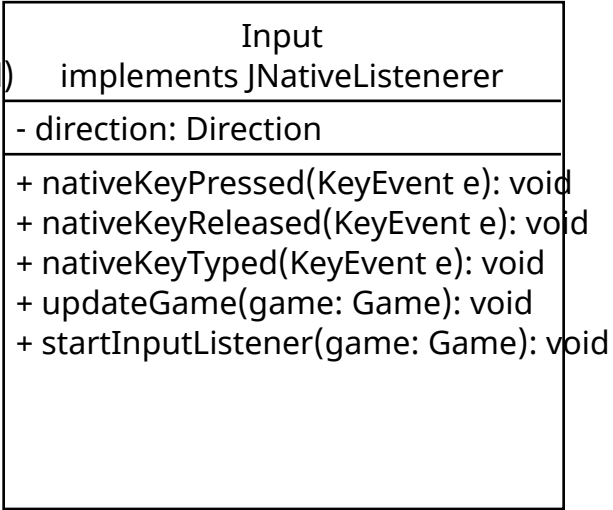 Input
) implements JNativeListenerer
- direction: Direction
+ nativeKeyPressed(KeyEvent e): void
+ nativeKeyReleased(KeyEvent e): void
+ nativeKeyTyped(KeyEvent e): void
+ updateGame(game: Game): void
+ startInputListener(game: Game): void